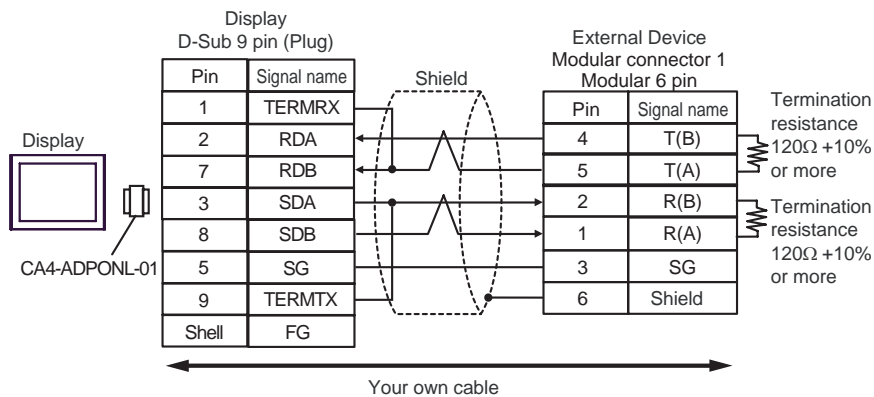 Display
D-Sub 9 pin (Plug)
Pin Signal name
1 TERMRX
2 RDA
7 RDB
3 SDA
8 SDB
5 SG
9 TERMTX
Shell FG
Display
CA4-ADPONL-01
Shield
External Device
Modular connector 1
Modular 6 pin
Pin Signal name
4 T(B)
5 T(A)
2 R(B)
1 R(A)
3 SG
6 Shield
Termination
resistance
120Ω +10%
or more
Termination
resistance
120Ω +10%
or more
Your own cable